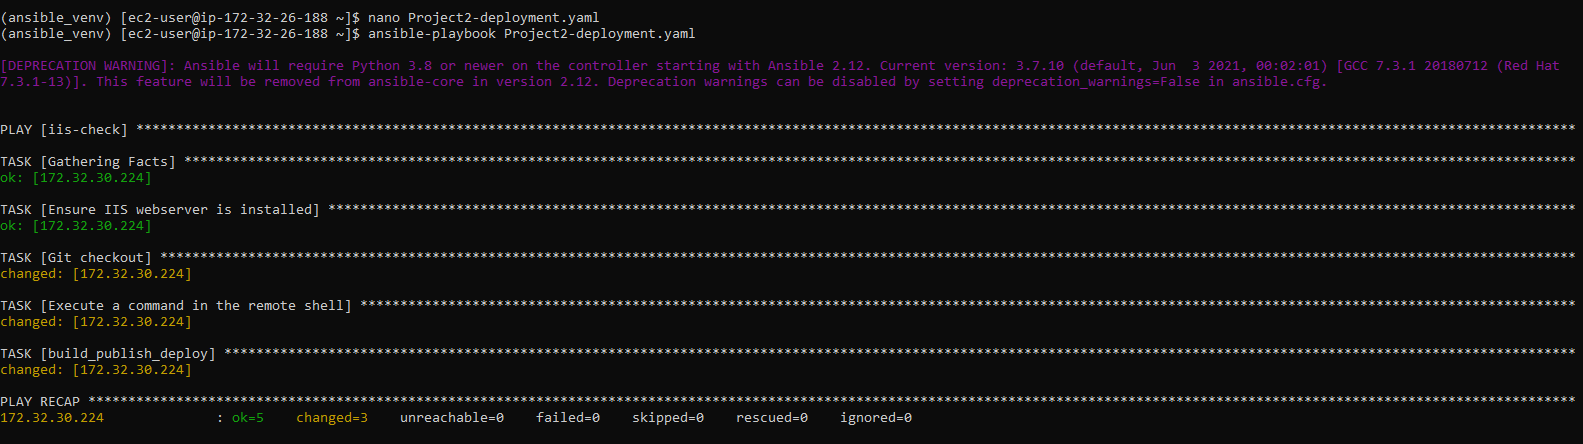 (ansible_venv) [ec2-user@ip-172-32-26-188 ~]$ nano Project2-deployment.yaml
(ansible_venv) [ec2-user@ip-172-32-26-188 ~]$ ansible-playbook Project2-deployment.yaml
[DEPRECATION WARNING]: Ansible will require Python 3.8 or newer on the controller starting with Ansible 2.12. Current version: 3.7.10 (default, Jun  3 2021, 00:02:01) [GCC 7.3.1 20180712 (Red Hat
7.3.1-13)]. This feature will be removed from ansible-core in version 2.12. Deprecation warnings can be disabled by setting deprecation_warnings=False in ansible.cfg.
PLAY [iis-check] ************************************************************************************************************************************************************************************
TASK [Gathering Facts] ******************************************************************************************************************************************************************************
ok: [172.32.30.224]
TASK [Ensure IIS webserver is installed] ************************************************************************************************************************************************************
ok: [172.32.30.224]
TASK [Git checkout] *********************************************************************************************************************************************************************************
changed: [172.32.30.224]
TASK [Execute a command in the remote shell] ********************************************************************************************************************************************************
changed: [172.32.30.224]
TASK [build_publish_deploy] *************************************************************************************************************************************************************************
changed: [172.32.30.224]
PLAY RECAP ******************************************************************************************************************************************************************************************
172.32.30.224              : ok=5    changed=3    unreachable=0    failed=0    skipped=0    rescued=0    ignored=0